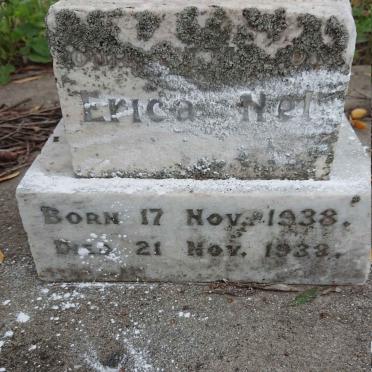 Erica Nel
Born 17 Nov. 1938.
Died 21 Nov. 1938.